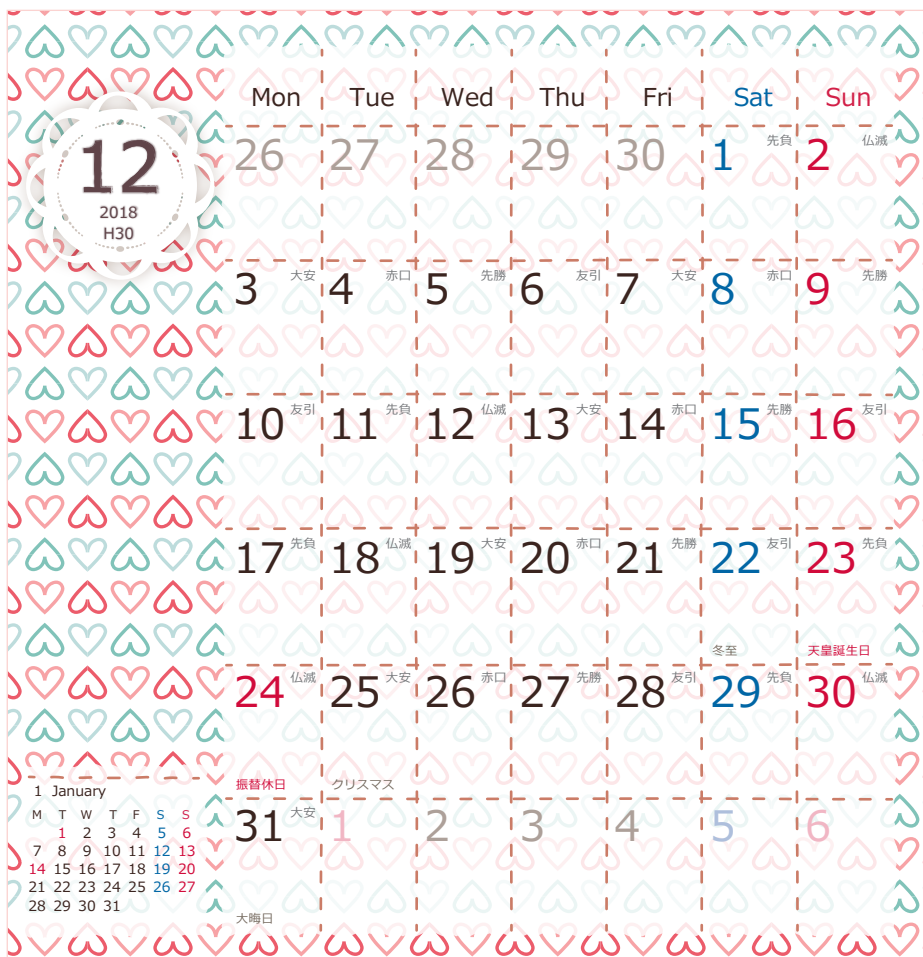 12
2018
H30
Mon Tue Wed Thu Fri Sat Sun
26 27 28 29 30 1 先負 2 仏滅
3 大安 4 赤口 5 先勝 6 友引 7 大安 8 赤口 9 先勝
10 友引 11 先負 12 仏滅 13 大安 14 赤口 15 先勝 16 友引
17 先負 18 仏滅 19 大安 20 赤口 21 先勝 22 友引 23 先負
冬至 天皇誕生日
24 仏滅 25 大安 26 赤口 27 先勝 28 友引 29 先負 30 仏滅
振替休日 クリスマス
31 大安 1 2 3 4 5 6
大晦日
1 January
M T W T F S S
1 2 3 4 5 6
7 8 9 10 11 12 13
14 15 16 17 18 19 20
21 22 23 24 25 26 27
28 29 30 31